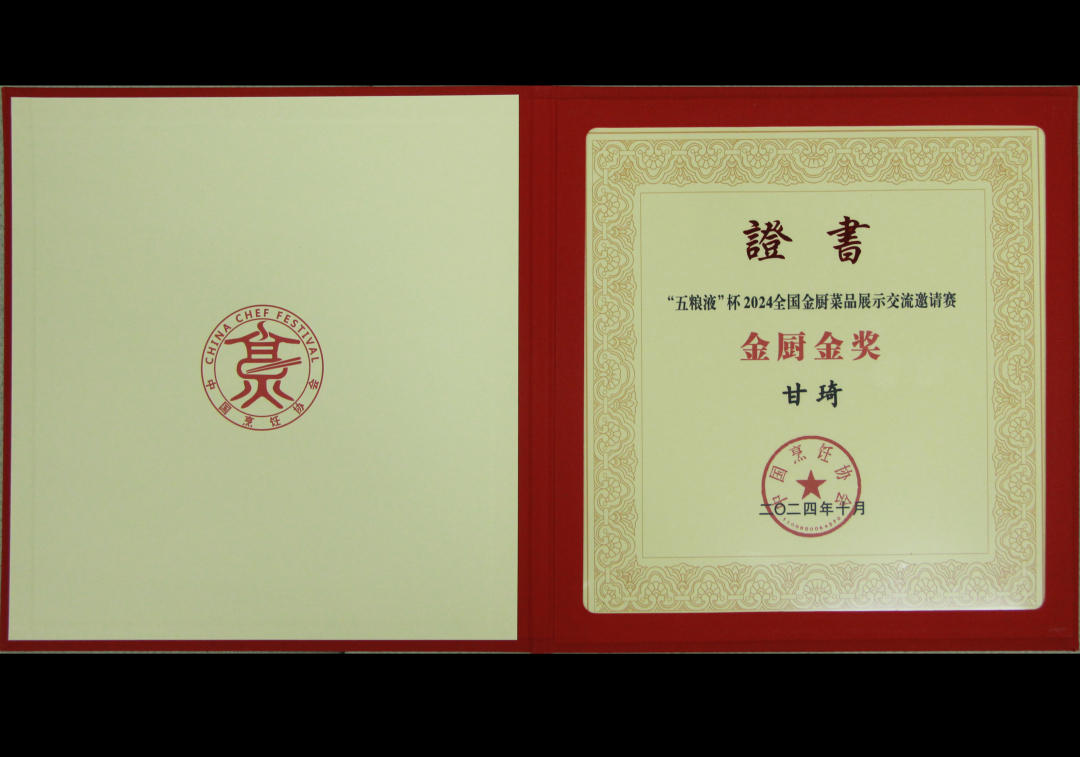 CHINA CHEF FESTIVAL
中国烹饪协会
證 書
“五粮液”杯 2024全国金厨菜品展示交流邀请赛
金厨金奖
甘琦
中国烹饪协会
二〇二四年十月